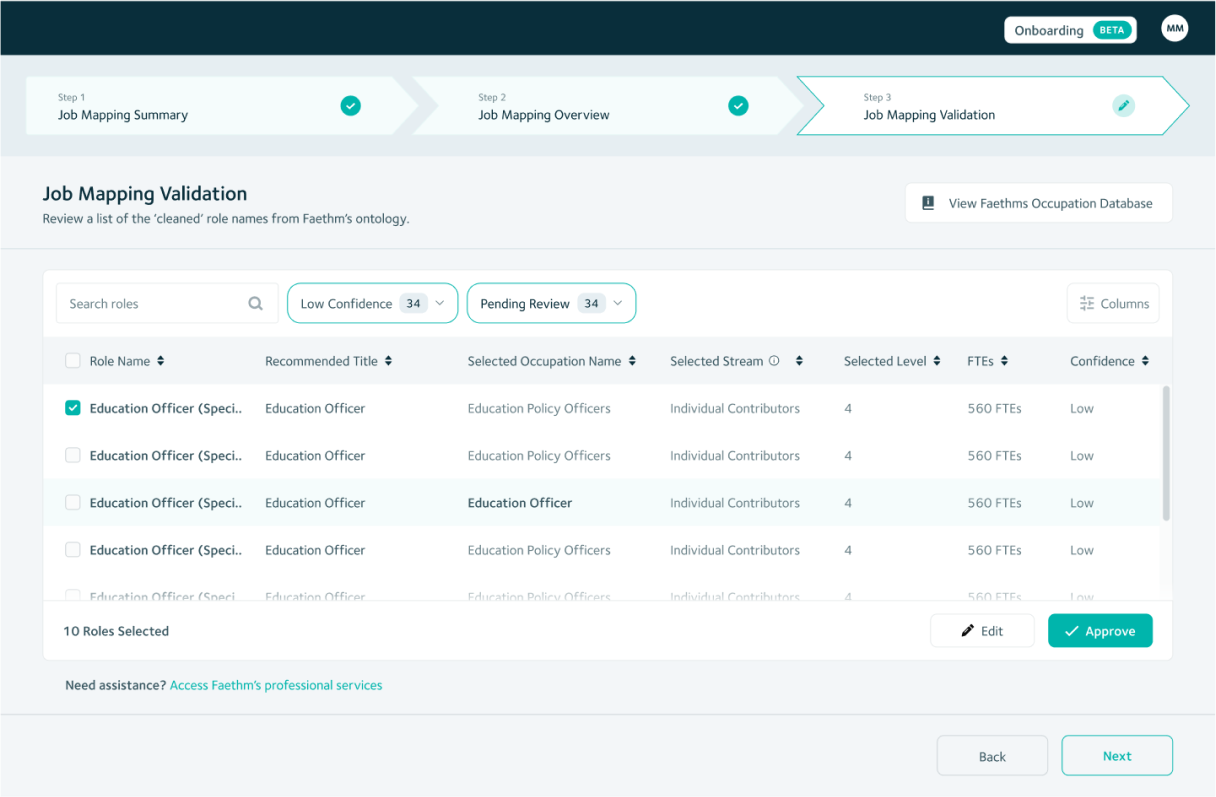 Onboarding BETA MM
Step 1
Job Mapping Summary
Step 2
Job Mapping Overview
Step 3
Job Mapping Validation
Job Mapping Validation
Review a list of the ‘cleaned’ role names from Faethm’s ontology.
View Faethms Occupation Database
Search roles Low Confidence 34 Pending Review 34 Columns
Role Name Recommended Title Selected Occupation Name Selected Stream Selected Level FTEs Confidence
Education Officer (Speci.. Education Officer Education Policy Officers Individual Contributors 4 560 FTEs Low
Education Officer (Speci.. Education Officer Education Policy Officers Individual Contributors 4 560 FTEs Low
Education Officer (Speci.. Education Officer Education Officer Individual Contributors 4 560 FTEs Low
Education Officer (Speci.. Education Officer Education Policy Officers Individual Contributors 4 560 FTEs Low
Education Officer (Speci.. Education Officer Education Policy Officers Individual Contributors 4 560 FTEs Low
10 Roles Selected Edit Approve
Need assistance? Access Faethm’s professional services
Back Next